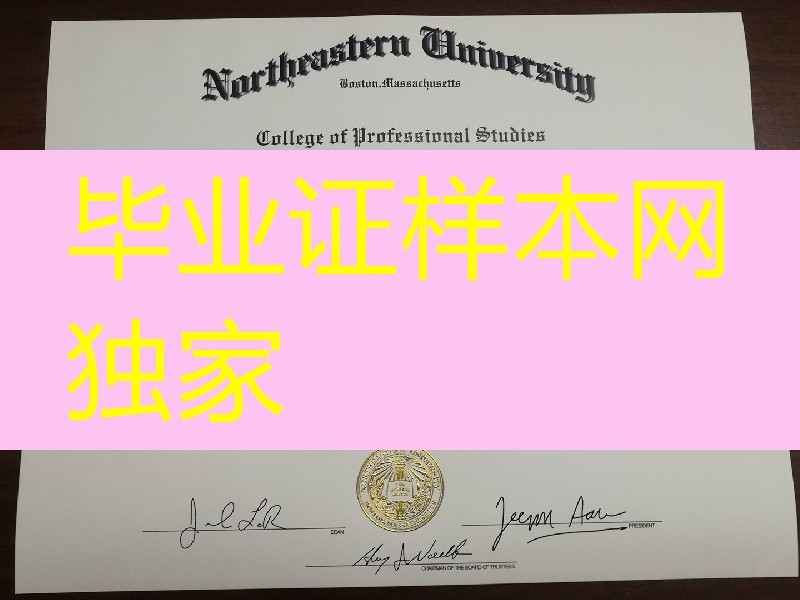 Northeastern University
Boston, Massachusetts
College of Professional Studies
毕业证样本网
独家
DEAN
PRESIDENT
CHAIRMAN OF THE BOARD OF TRUSTEES